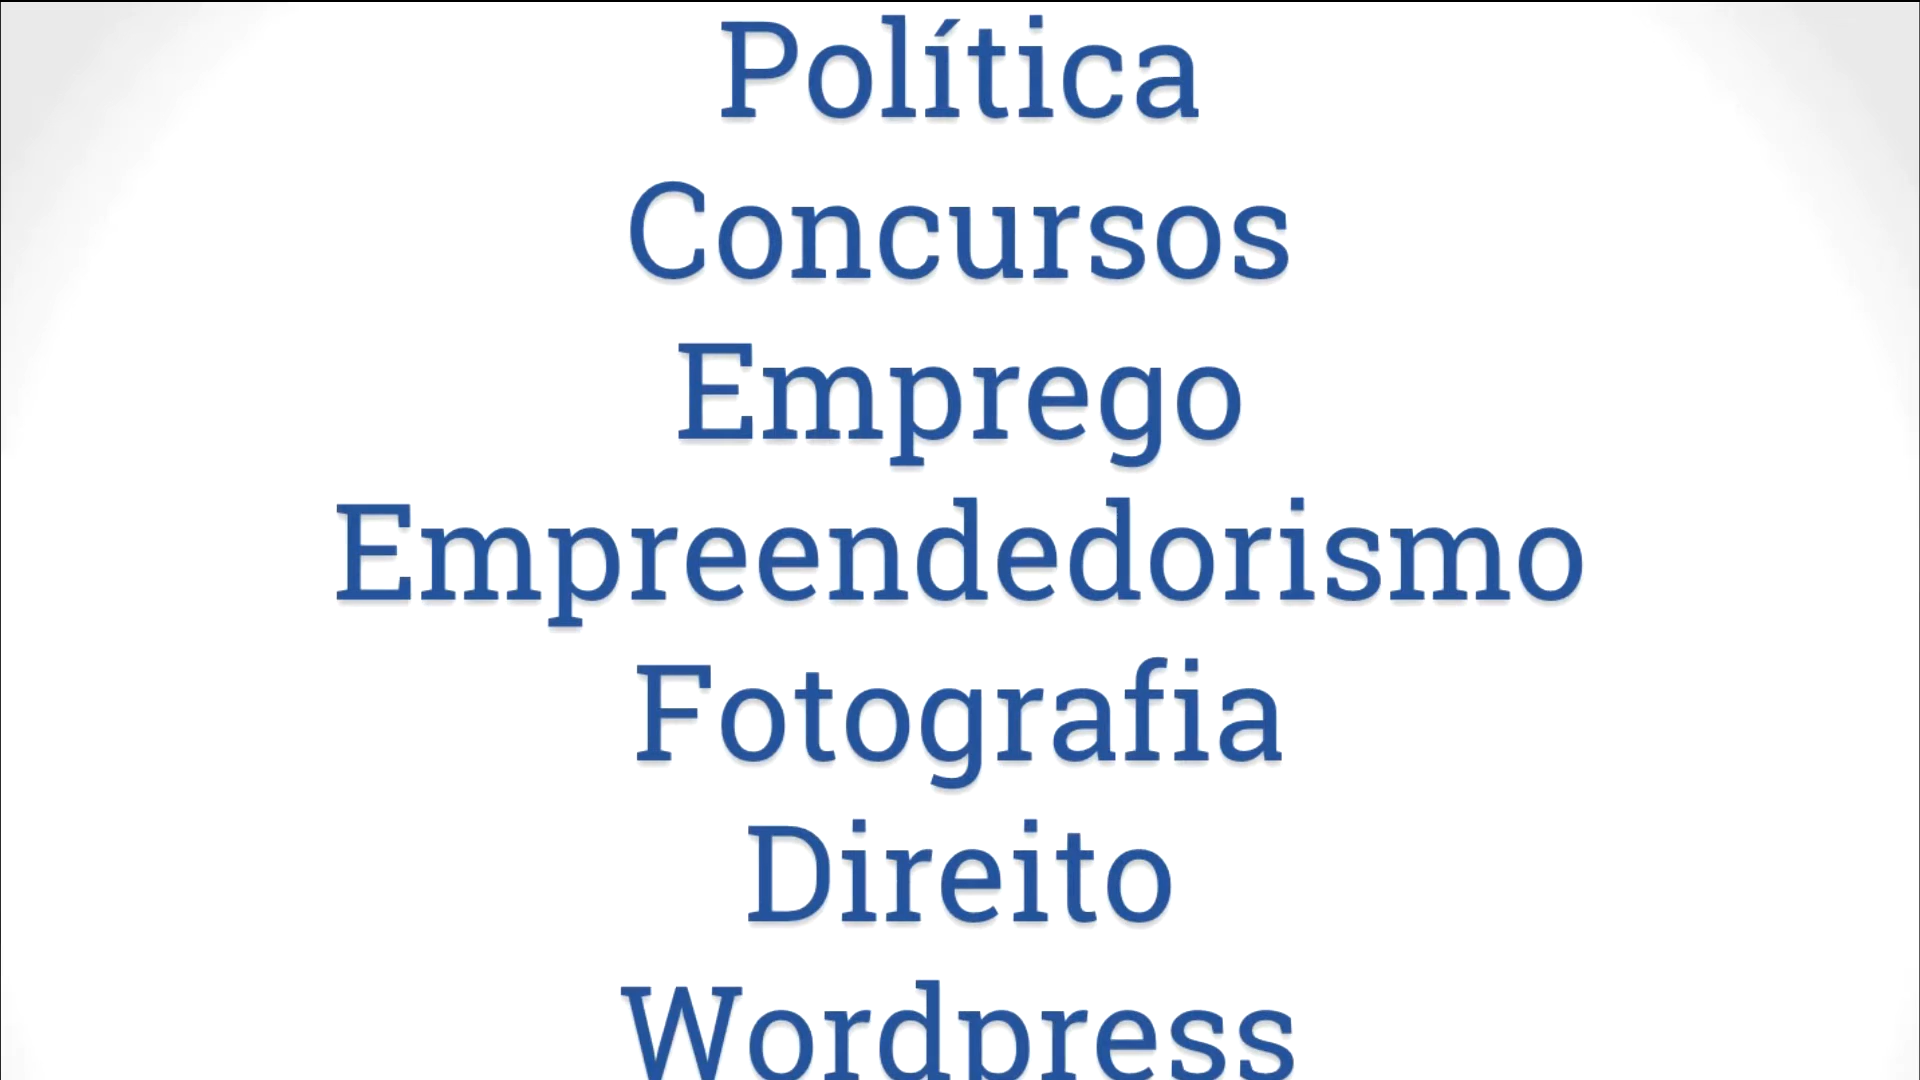 Política
Concursos
Emprego
Empreendedorismo
Fotografia
Direito
Wordpress